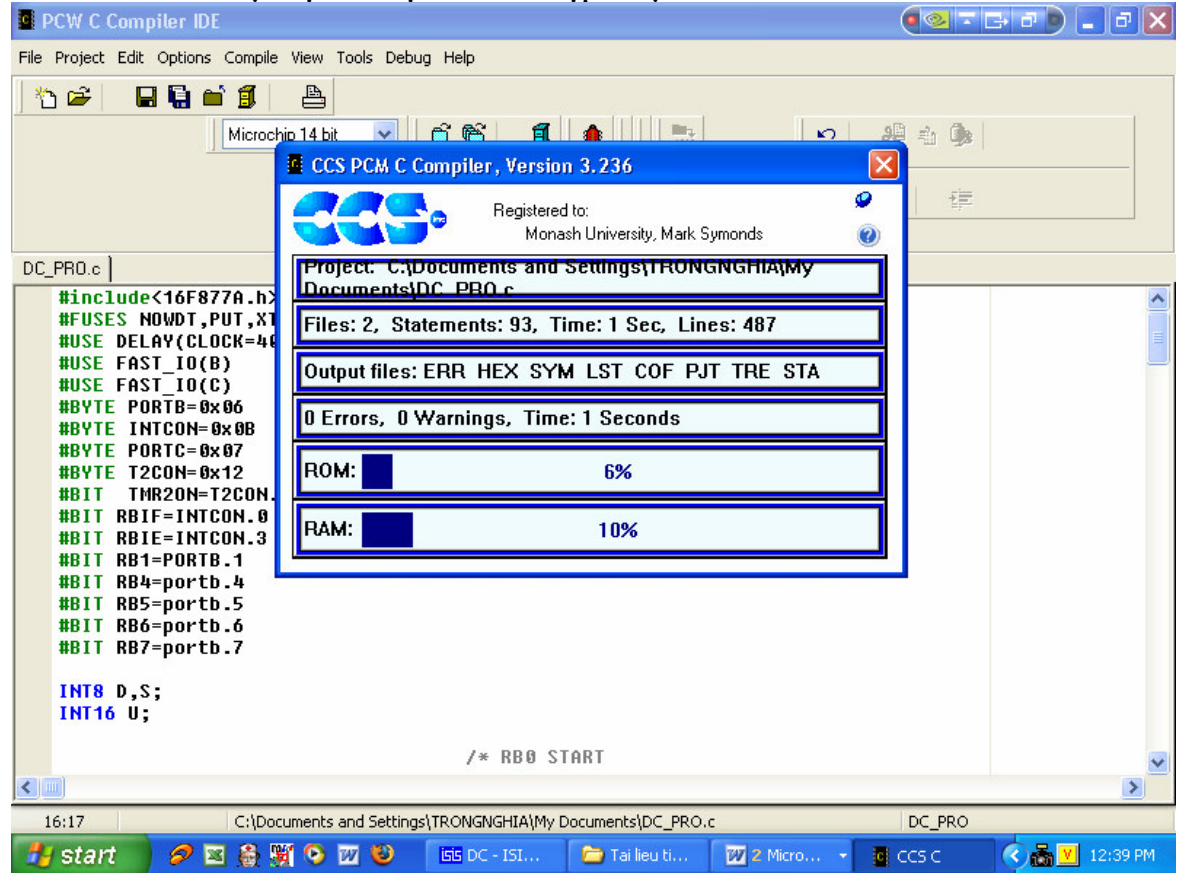 PCW C Compiler IDE
File Project Edit Options Compile View Tools Debug Help
Microchip 14 bit
CCS PCM C Compiler, Version 3.236
CCS
Registered to:
Monash University, Mark Symonds
DC_PRO.c
Project: C:\Documents and Settings\TRONGNGHIA\My
Documents\DC_PRO.c
Files: 2, Statements: 93, Time: 1 Sec, Lines: 487
Output files: ERR HEX SYM LST COF PJT TRE STA
0 Errors, 0 Warnings, Time: 1 Seconds
ROM: 6%
RAM: 10%
#include<16F877A.h>
#FUSES NOWDT,PUT,XT
#USE DELAY(CLOCK=40
#USE FAST_IO(B)
#USE FAST_IO(C)
#BYTE PORTB=0x06
#BYTE INTCON=0x0B
#BYTE PORTC=0x07
#BYTE T2CON=0x12
#BIT TMR2ON=T2CON.
#BIT RBIF=INTCON.0
#BIT RBIE=INTCON.3
#BIT RB1=PORTB.1
#BIT RB4=portb.4
#BIT RB5=portb.5
#BIT RB6=portb.6
#BIT RB7=portb.7
INT8 D,S;
INT16 U;
/* RB0 START
16:17 C:\Documents and Settings\TRONGNGHIA\My Documents\DC_PRO.c DC_PRO
start isis DC - ISI... Tai lieu ti... 2 Micro... CCS C V 12:39 PM